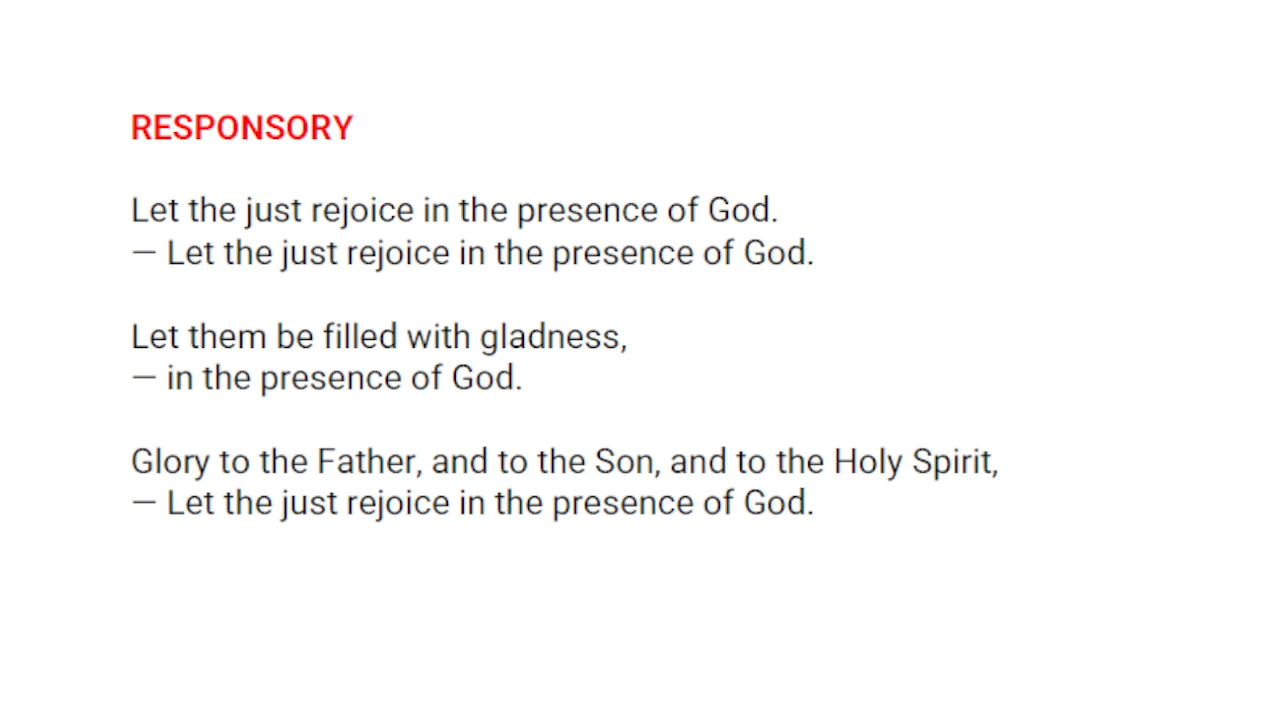 RESPONSORY
Let the just rejoice in the presence of God.
— Let the just rejoice in the presence of God.
Let them be filled with gladness,
— in the presence of God.
Glory to the Father, and to the Son, and to the Holy Spirit,
— Let the just rejoice in the presence of God.